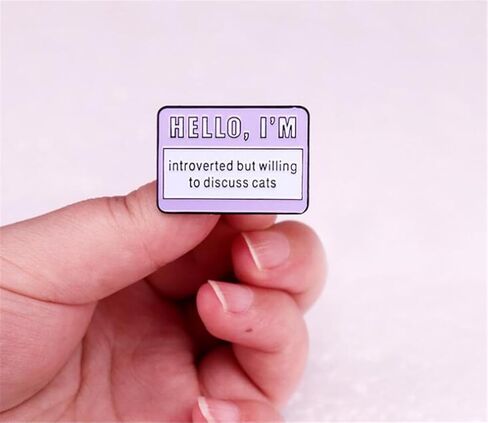 HELLO, I'M
introverted but willing
to discuss cats